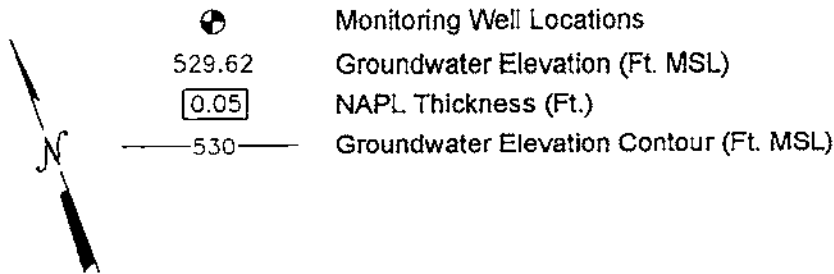 Monitoring Well Locations
529.62 Groundwater Elevation (Ft. MSL)
0.05 NAPL Thickness (Ft.)
N
530 Groundwater Elevation Contour (Ft. MSL)